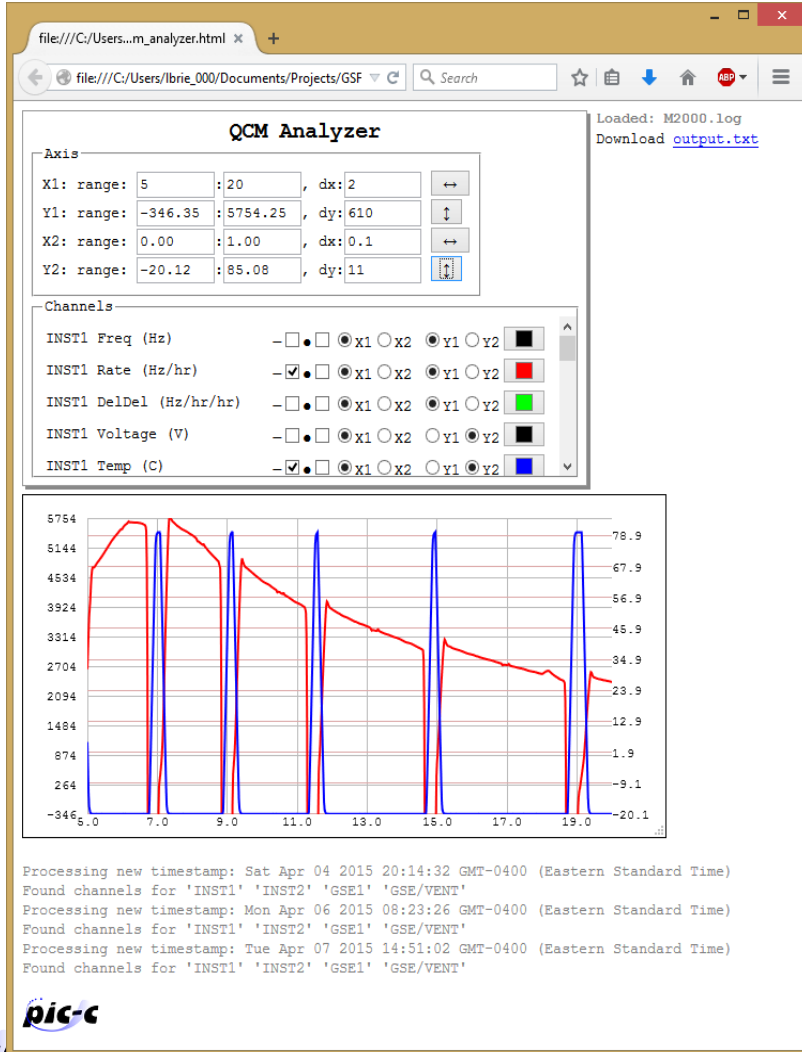 file:///C:/Users...m_analyzer.html × +
file:///C:/Users/lbrie_000/Documents/Projects/GSF Search ABP
QCM Analyzer
Loaded: M2000.log
Download output.txt
Axis
X1: range: 5 : 20 , dx: 2 ↔
Y1: range: -346.35 : 5754.25 , dy: 610 ↕
X2: range: 0.00 : 1.00 , dx: 0.1 ↔
Y2: range: -20.12 : 85.08 , dy: 11 ↕
Channels
INST1 Freq (Hz) – • X1 X2 Y1 Y2
INST1 Rate (Hz/hr) – • X1 X2 Y1 Y2
INST1 DelDel (Hz/hr/hr) – • X1 X2 Y1 Y2
INST1 Voltage (V) – • X1 X2 Y1 Y2
INST1 Temp (C) – • X1 X2 Y1 Y2
5754
5144 78.9
4534 67.9
3924 56.9
3314 45.9
2704 34.9
2094 23.9
1484 12.9
874 1.9
264 -9.1
-346 5.0 7.0 9.0 11.0 13.0 15.0 17.0 19.0 -20.1
Processing new timestamp: Sat Apr 04 2015 20:14:32 GMT-0400 (Eastern Standard Time)
Found channels for 'INST1' 'INST2' 'GSE1' 'GSE/VENT'
Processing new timestamp: Mon Apr 06 2015 08:23:26 GMT-0400 (Eastern Standard Time)
Found channels for 'INST1' 'INST2' 'GSE1' 'GSE/VENT'
Processing new timestamp: Tue Apr 07 2015 14:51:02 GMT-0400 (Eastern Standard Time)
Found channels for 'INST1' 'INST2' 'GSE1' 'GSE/VENT'
pic-c